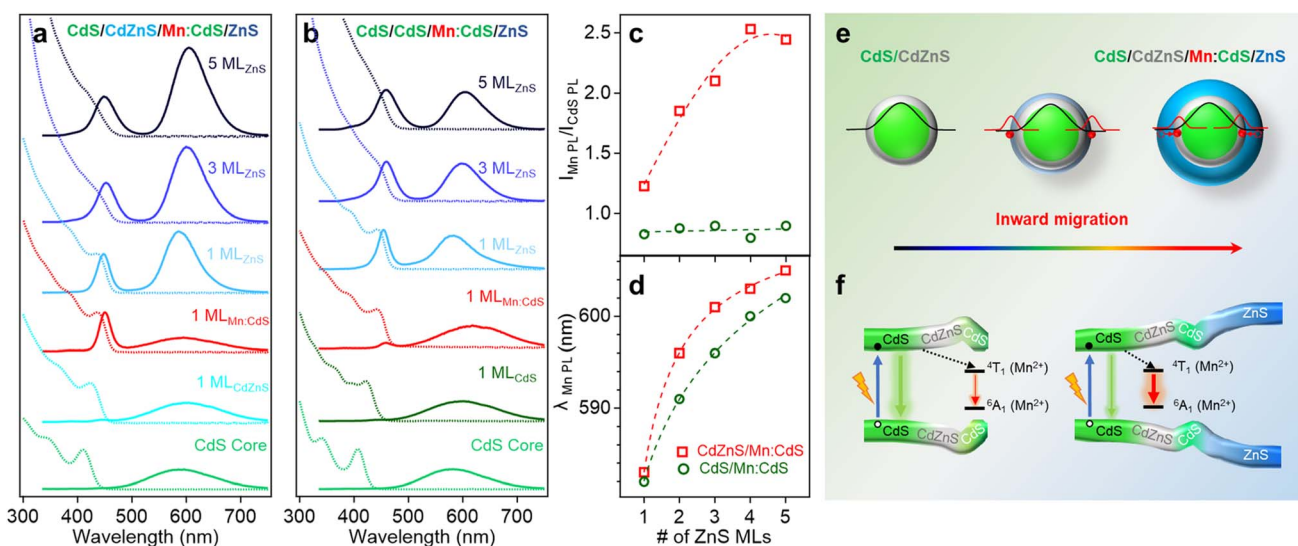 a
CdS/CdZnS/Mn:CdS/ZnS
5 ML_ZnS
3 ML_ZnS
1 ML_ZnS
1 ML_Mn:CdS
1 ML_CdZnS
CdS Core
300 400 500 600 700
Wavelength (nm)
b
CdS/CdS/Mn:CdS/ZnS
5 ML_ZnS
3 ML_ZnS
1 ML_ZnS
1 ML_Mn:CdS
1 ML_CdS
CdS Core
300 400 500 600 700
Wavelength (nm)
c
I_Mn PL/I_CdS PL
2.5
2.0
1.5
1.0
d
λ_Mn PL (nm)
600
590
CdZnS/Mn:CdS
CdS/Mn:CdS
1 2 3 4 5
# of ZnS MLs
e
CdS/CdZnS
CdS/CdZnS/Mn:CdS/ZnS
Inward migration
f
CdS
CdZnS
CdS
⁴T₁ (Mn²⁺)
⁶A₁ (Mn²⁺)
CdS
CdZnS
CdS
CdS
CdZnS
CdS
ZnS
⁴T₁ (Mn²⁺)
⁶A₁ (Mn²⁺)
CdS
CdZnS
CdS
ZnS